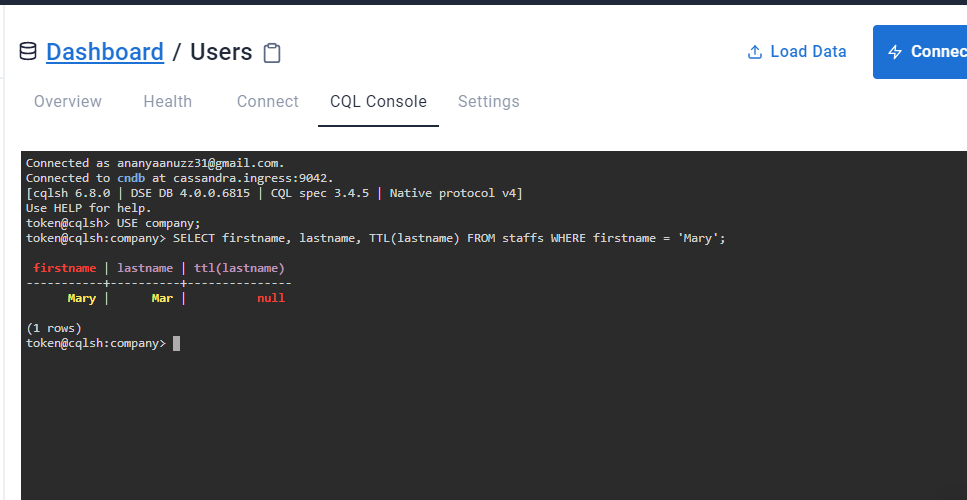 Dashboard / Users
Load Data
Connec
Overview Health Connect CQL Console Settings
Connected as ananyaanuzz31@gmail.com.
Connected to cndb at cassandra.ingress:9042.
[cqlsh 6.8.0 | DSE DB 4.0.0.6815 | CQL spec 3.4.5 | Native protocol v4]
Use HELP for help.
token@cqlsh> USE company;
token@cqlsh:company> SELECT firstname, lastname, TTL(lastname) FROM staffs WHERE firstname = 'Mary';
firstname | lastname | ttl(lastname)
-----------+----------+---------------
Mary | Mar | null
(1 rows)
token@cqlsh:company>